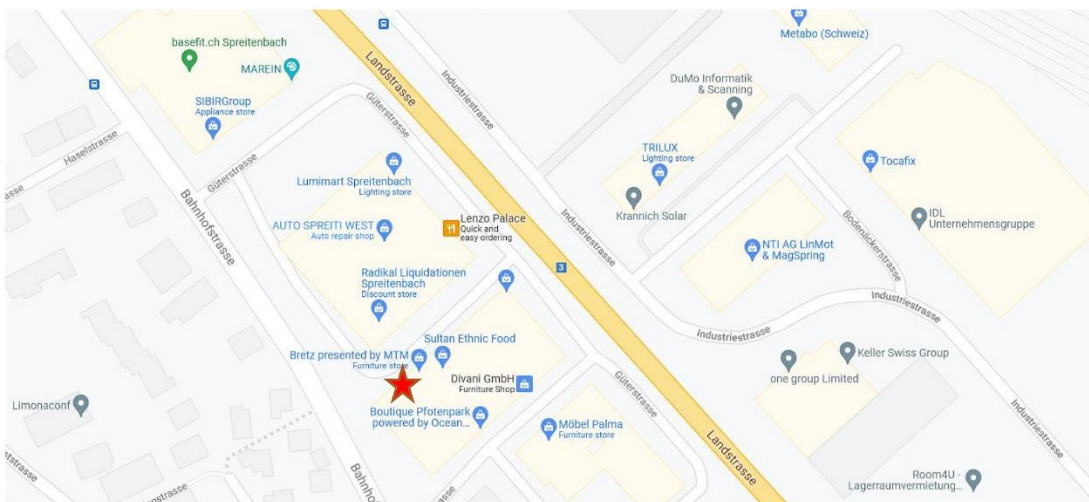 basefit.ch Spreitenbach
MAREIN
SIBIRGroup
Appliance store
Haselstrasse
Güterstrasse
Bahnhofstrasse
Landstrasse
Güterstrasse
Industriestrasse
Metabo (Schweiz)
DuMo Informatik
& Scanning
TRILUX
Lighting store
Krannich Solar
Tocafix
IDL
Unternehmensgruppe
Lumimart Spreitenbach
Lighting store
AUTO SPREITI WEST
Auto repair shop
Lenzo Palace
Quick and
easy ordering
Industriestrasse
NTI AG LinMot
& MagSpring
Bodenäckerstrasse
3
Radikal Liquidationen
Spreitenbach
Discount store
Industriestrasse
Industriestrasse
Sultan Ethnic Food
Bretz presented by MTM
Furniture store
Divani GmbH
Furniture Shop
Keller Swiss Group
one group Limited
Güterstrasse
Limonaconf
Boutique Pfotenpark
powered by Ocean...
Möbel Palma
Furniture store
Landstrasse
Industriestrasse
Bahnhofstrasse
Room4U -
Lagerraumvermietung...